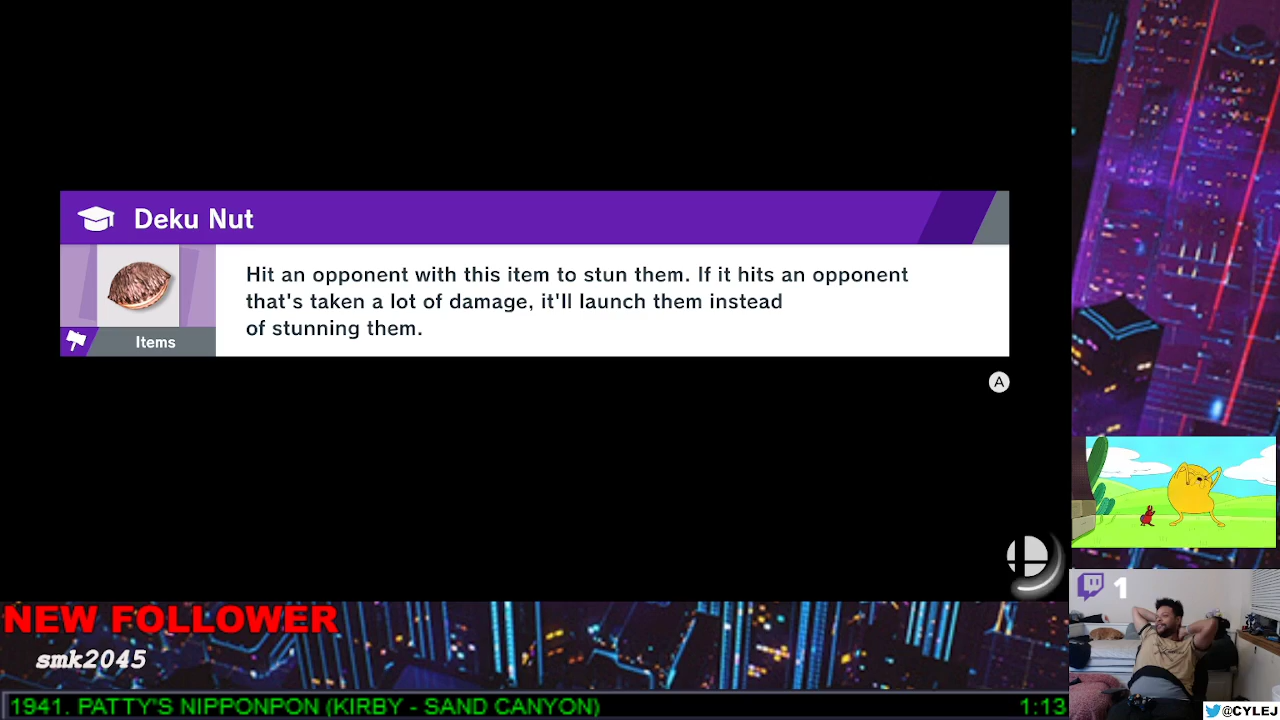 Deku Nut
Hit an opponent with this item to stun them. If it hits an opponent
that's taken a lot of damage, it'll launch them instead
of stunning them.
Items
A
NEW FOLLOWER
smk2045
1
1941. PATTY'S NIPPONPON (KIRBY - SAND CANYON)
1:13
@CYLEJ